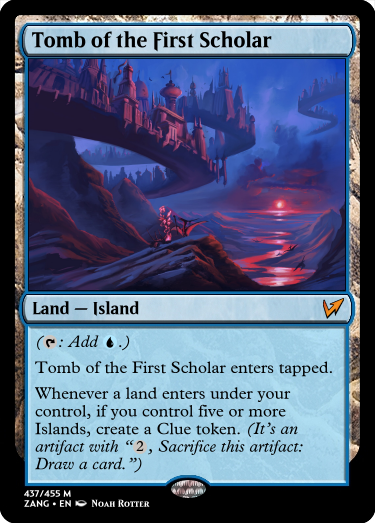 Tomb of the First Scholar
Land — Island
(T: Add U.)
Tomb of the First Scholar enters tapped.
Whenever a land enters under your
control, if you control five or more
Islands, create a Clue token. (It's an
artifact with “2, Sacrifice this artifact:
Draw a card.”)
437/455 M
ZANG • EN Noah Rotter